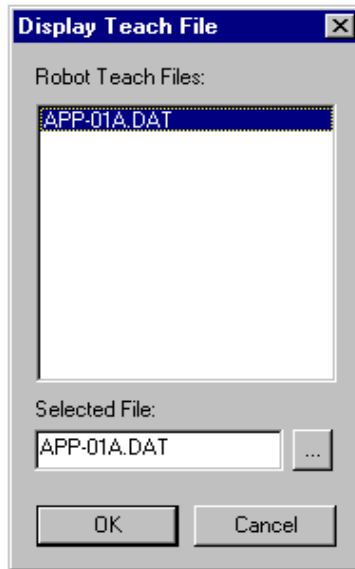 Display Teach File
Robot Teach Files:
APP-01A.DAT
Selected File:
APP-01A.DAT
...
OK Cancel